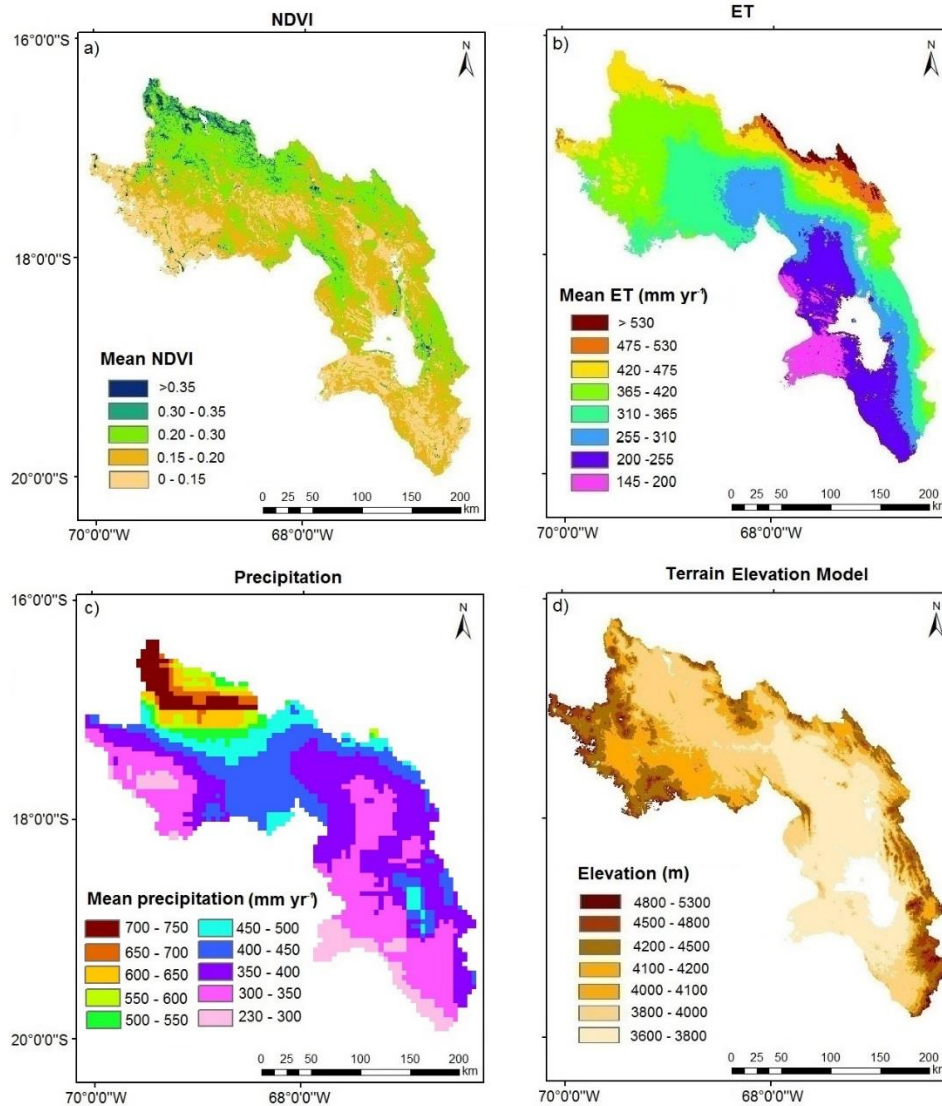 NDVI
a)
N
16°0'0"S
18°0'0"S
20°0'0"S
Mean NDVI
>0.35
0.30 - 0.35
0.20 - 0.30
0.15 - 0.20
0 - 0.15
0 25 50 100 150 200
km
70°0'0"W 68°0'0"W
ET
b)
N
Mean ET (mm yr⁻¹)
> 530
475 - 530
420 - 475
365 - 420
310 - 365
255 - 310
200 -255
145 - 200
0 25 50 100 150 200
km
70°0'0"W 68°0'0"W
Precipitation
c)
N
16°0'0"S
18°0'0"S
20°0'0"S
Mean precipitation (mm yr⁻¹)
700 - 750 450 - 500
650 - 700 400 - 450
600 - 650 350 - 400
550 - 600 300 - 350
500 - 550 230 - 300
0 25 50 100 150 200
km
70°0'0"W 68°0'0"W
Terrain Elevation Model
d)
N
Elevation (m)
4800 - 5300
4500 - 4800
4200 - 4500
4100 - 4200
4000 - 4100
3800 - 4000
3600 - 3800
0 25 50 100 150 200
km
70°0'0"W 68°0'0"W